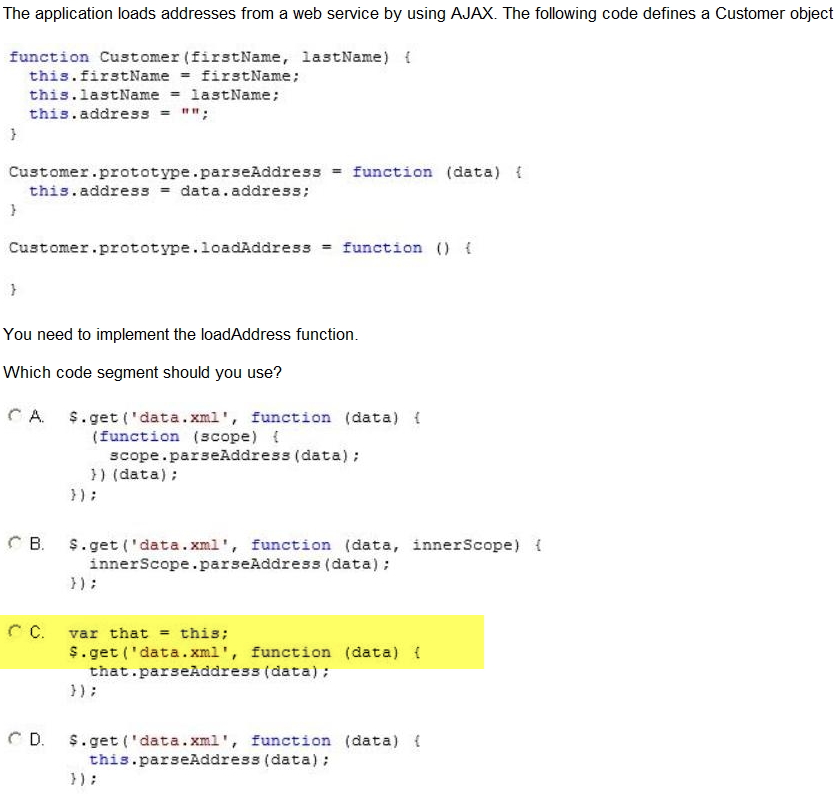 The application loads addresses from a web service by using AJAX. The following code defines a Customer object
function Customer(firstName, lastName) {
this.firstName = firstName;
this.lastName = lastName;
this.address = "";
}
Customer.prototype.parseAddress = function (data) {
this.address = data.address;
}
Customer.prototype.loadAddress = function () {
}
You need to implement the loadAddress function.
Which code segment should you use?
A. $.get('data.xml', function (data) {
(function (scope) {
scope.parseAddress(data);
})(data);
});
B. $.get('data.xml', function (data, innerScope) {
innerScope.parseAddress(data);
});
C. var that = this;
$.get('data.xml', function (data) {
that.parseAddress(data);
});
D. $.get('data.xml', function (data) {
this.parseAddress(data);
});